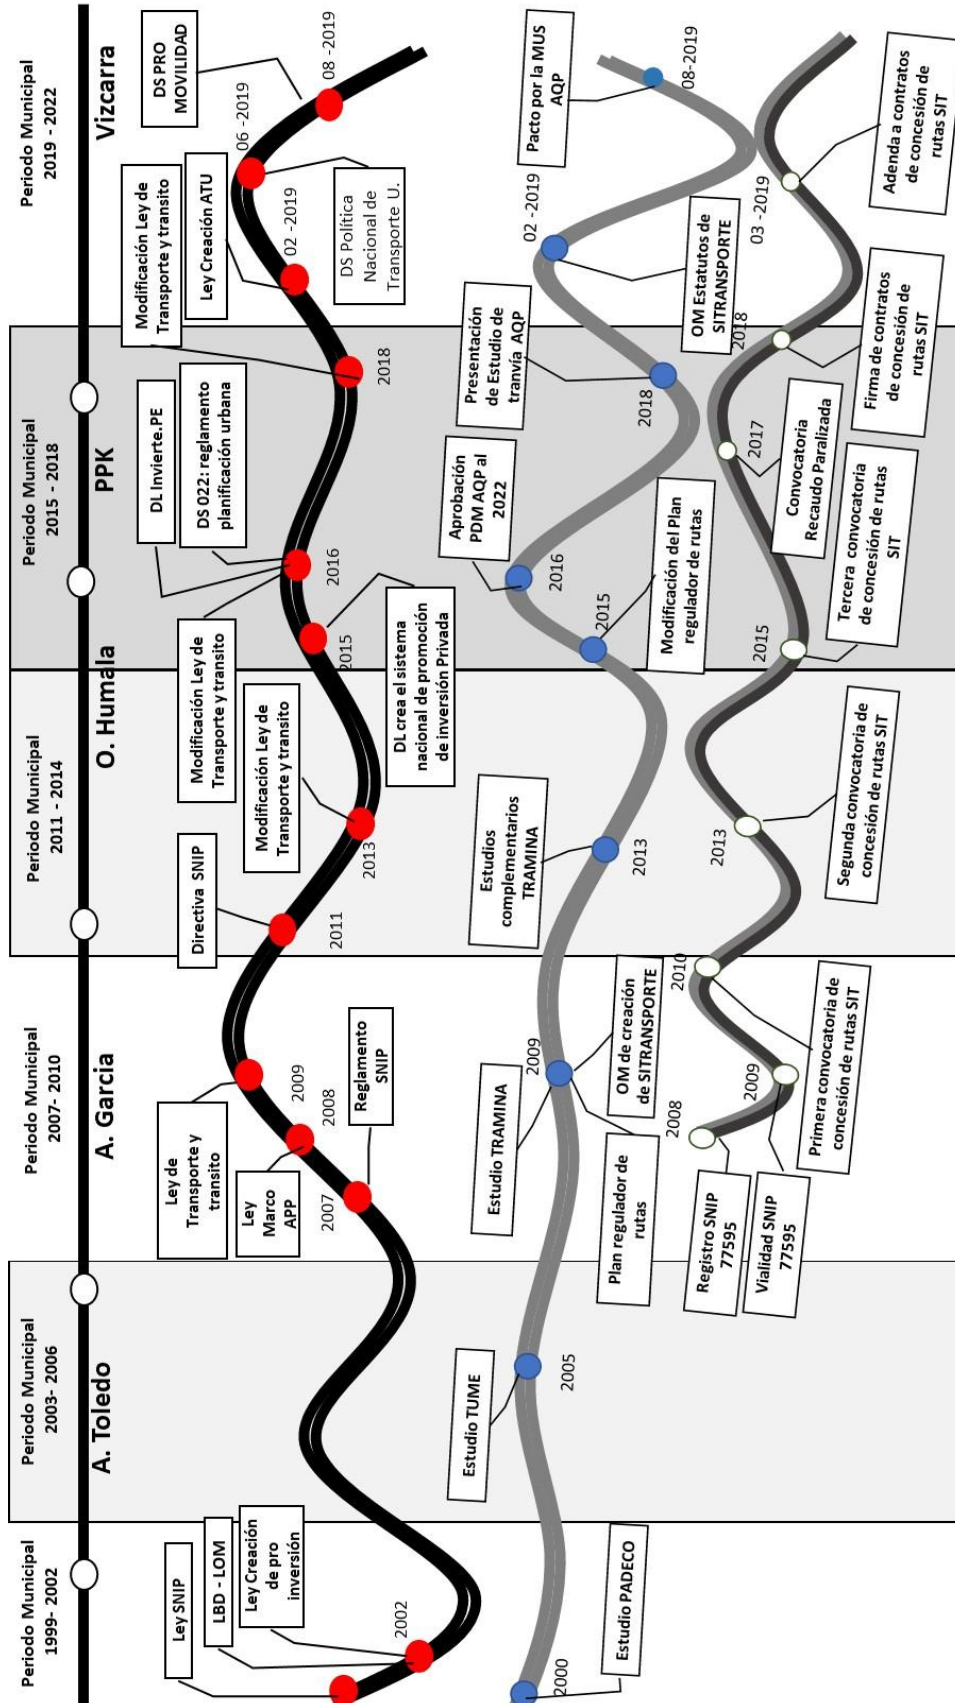 Periodo Municipal
1999- 2002
Periodo Municipal
2003- 2006
Periodo Municipal
2007- 2010
Periodo Municipal
2011 - 2014
Periodo Municipal
2015 - 2018
Periodo Municipal
2019 - 2022
A. Toledo
A. Garcia
O. Humala
PPK
Vizcarra
Ley SNIP
LBD - LOM
Ley Creación
de pro
inversión
2002
Ley de
Transporte y
transito
Ley
Marco
APP
2007
2008
2009
Reglamento
SNIP
Directiva SNIP
2011
Modificación Ley de
Transporte y transito
2013
Modificación Ley de
Transporte y transito
DL Invierte.PE
DS 022: reglamento
planificación urbana
2015
2016
DL crea el sistema
nacional de promoción
de inversión Privada
Modificación Ley de
Transporte y transito
2018
Ley Creación ATU
02 -2019
DS Política
Nacional de
Transporte U.
06 -2019
DS PRO
MOVILIDAD
08 -2019
2000
Estudio PADECO
Estudio TUME
2005
Estudio TRAMINA
2009
OM de creación
de SITRANSPORTE
Plan regulador de
rutas
Estudios
complementarios
TRAMINA
2013
2015
Modificación del Plan
regulador de rutas
Aprobación
PDM AQP al
2022
2016
Presentación
de Estudio de
tranvía AQP
2018
02 -2019
OM Estatutos de
SITRANSPORTE
Pacto por la MUS
AQP
08-2019
2008
Registro SNIP
77595
2009
Vialidad SNIP
77595
2010
Primera convocatoria de
concesión de rutas SIT
2013
Segunda convocatoria de
concesión de rutas SIT
2015
Tercera convocatoria
de concesión de rutas
SIT
2017
Convocatoria
Recaudo Paralizada
2018
Firma de contratos
de concesión de
rutas SIT
03 -2019
Adenda a contratos
de concesión de
rutas SIT